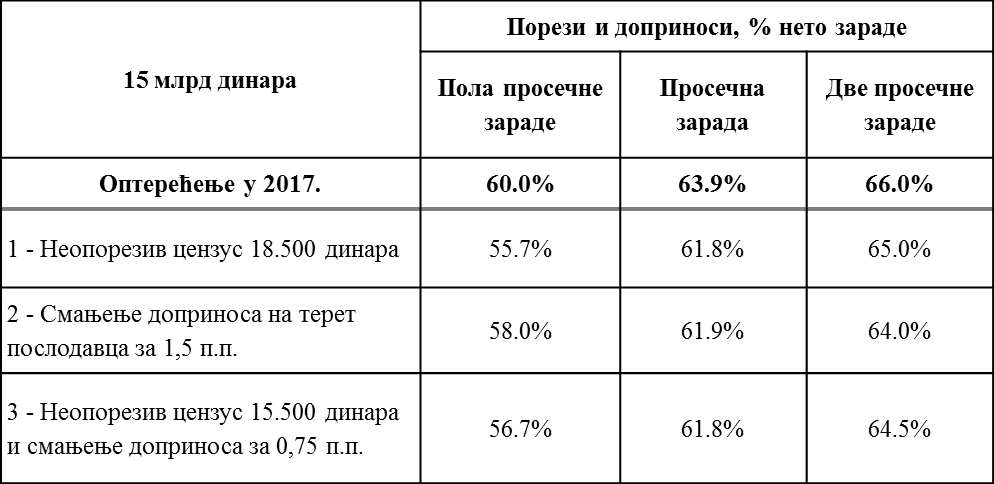 15 млрд динара
Порези и доприноси, % нето зараде
Пола просечне
зараде
Просечна
зарада
Две просечне
зараде
Оптерећење у 2017.
60.0%
63.9%
66.0%
1 - Неопорезив цензус 18.500 динара
55.7%
61.8%
65.0%
2 - Смањење доприноса на терет
послодавца за 1,5 п.п.
58.0%
61.9%
64.0%
3 - Неопорезив цензус 15.500 динара
и смањење доприноса за 0,75 п.п.
56.7%
61.8%
64.5%